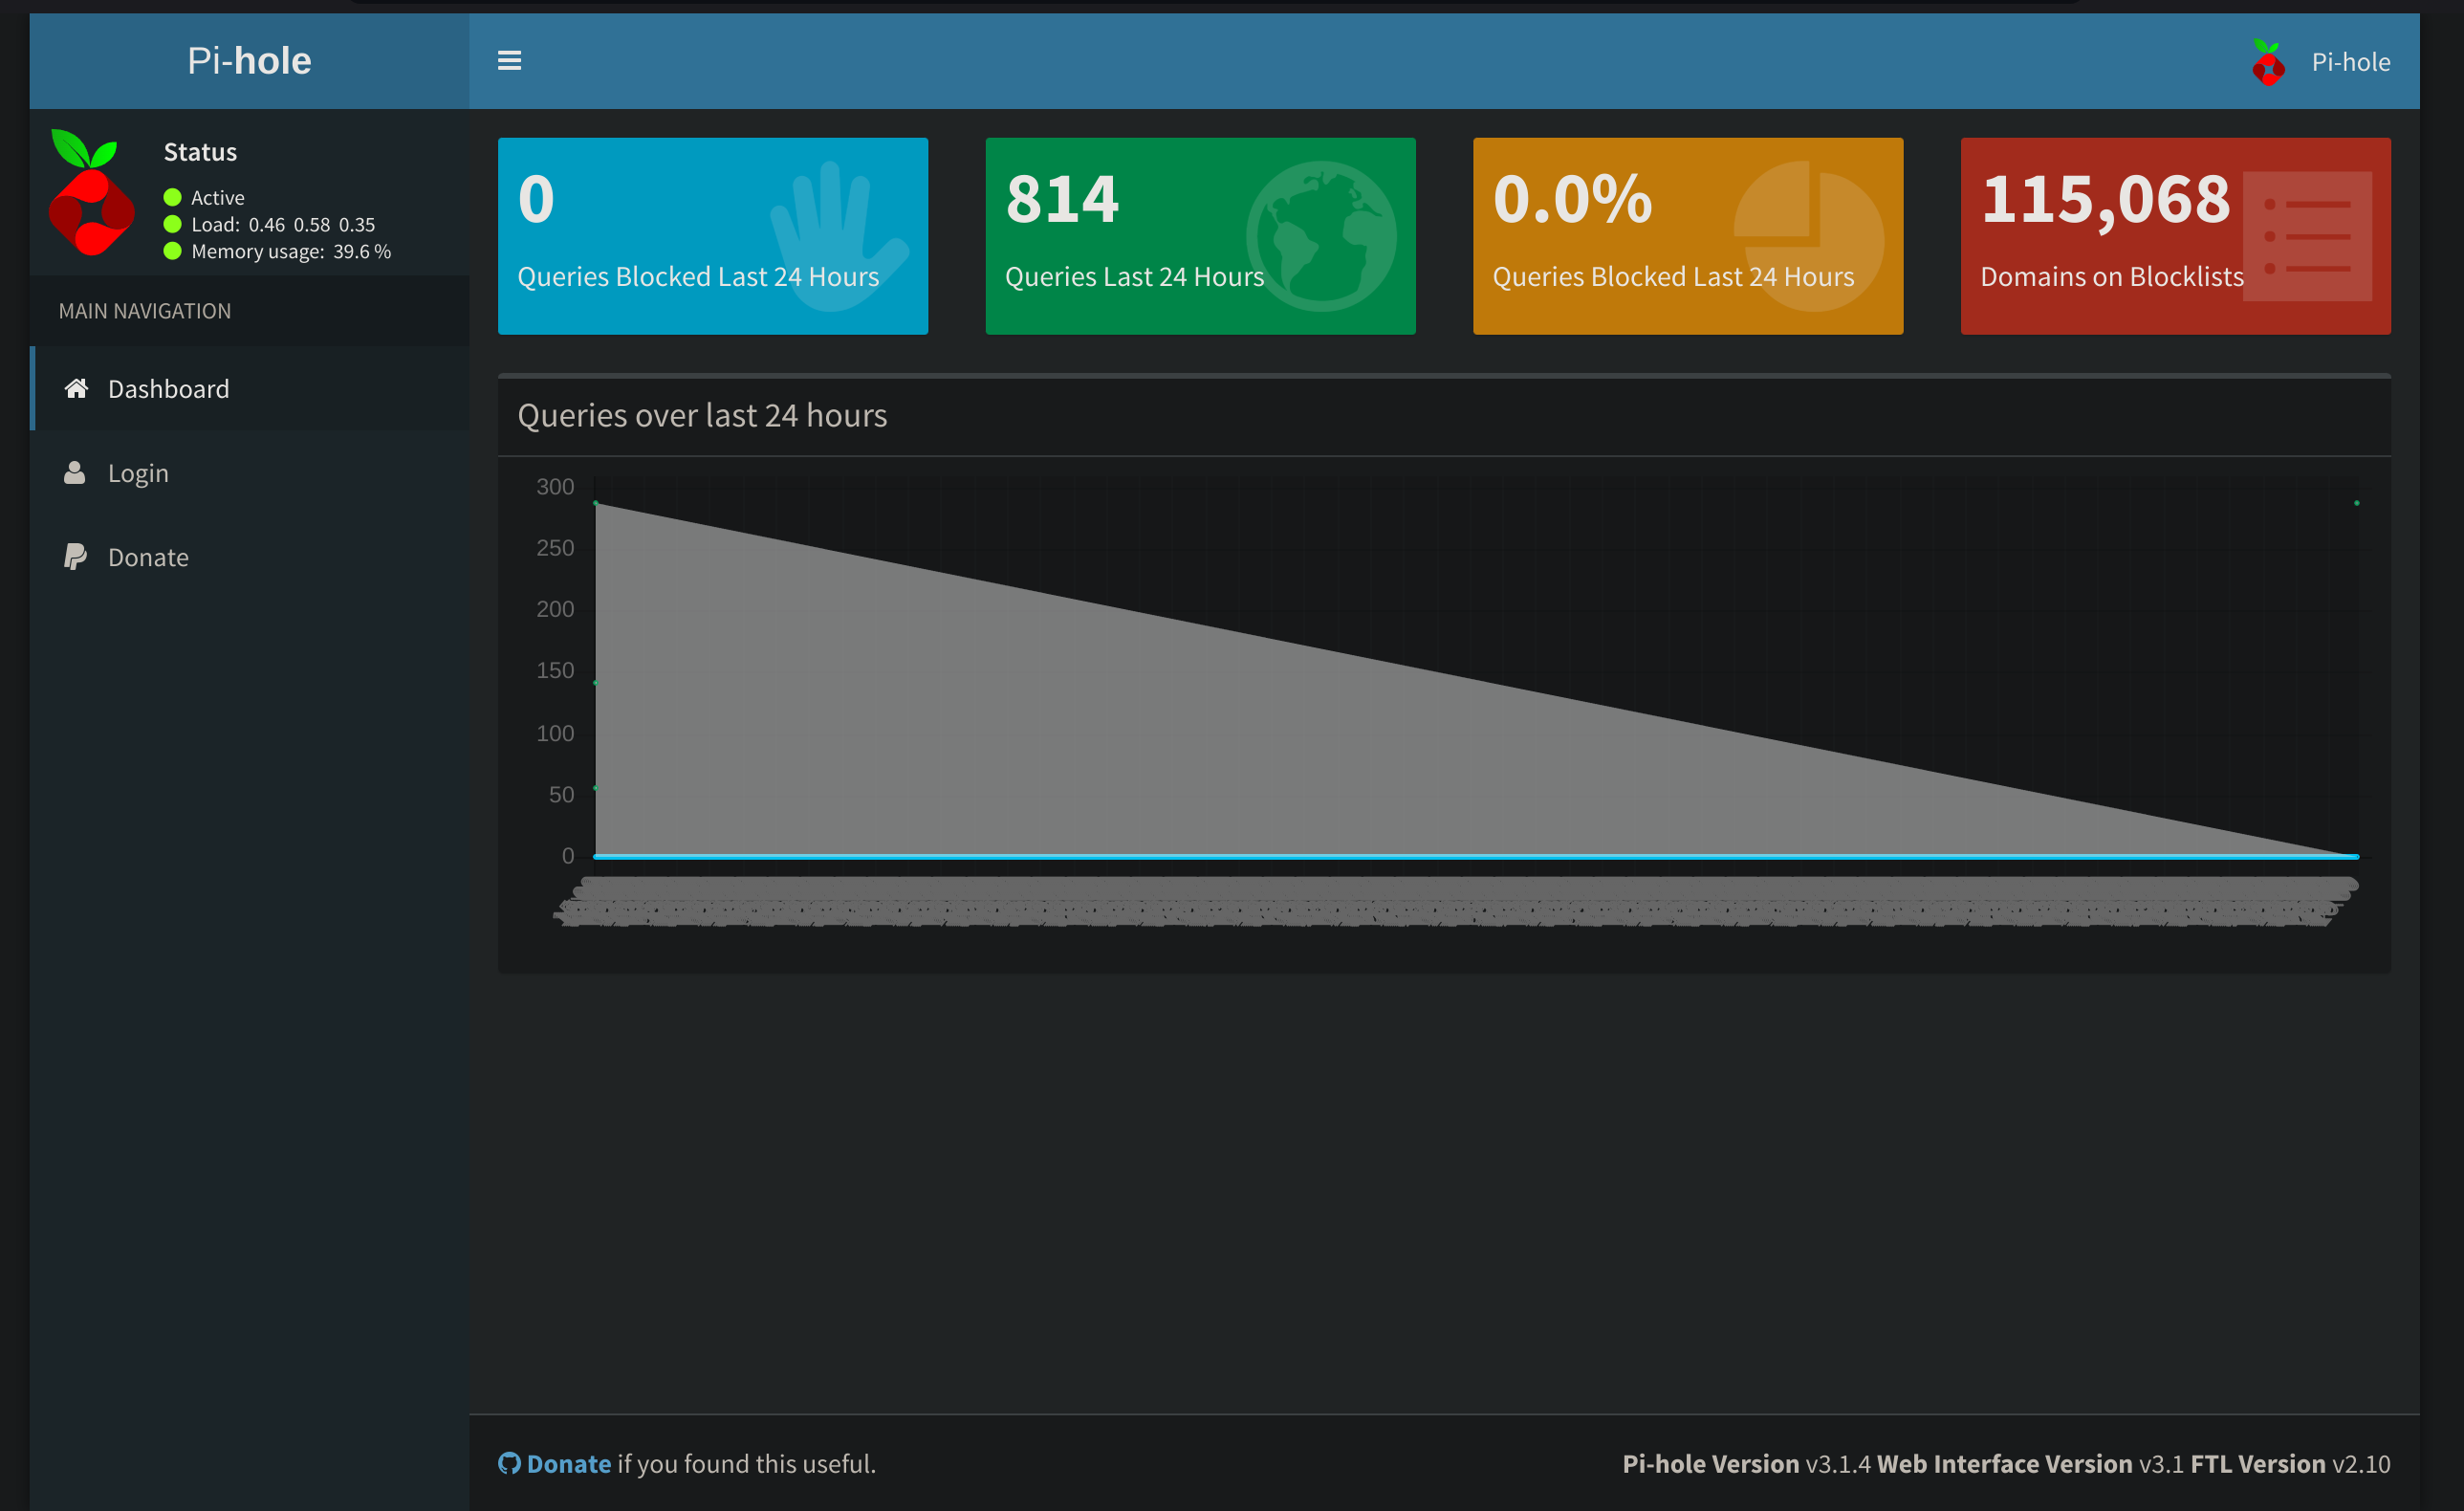 Pi-hole
Pi-hole
Status
Active
Load: 0.46 0.58 0.35
Memory usage: 39.6 %
MAIN NAVIGATION
Dashboard
Login
Donate
0
Queries Blocked Last 24 Hours
814
Queries Last 24 Hours
0.0%
Queries Blocked Last 24 Hours
115,068
Domains on Blocklists
Queries over last 24 hours
300
250
200
150
100
50
0
Donate if you found this useful.
Pi-hole Version v3.1.4 Web Interface Version v3.1 FTL Version v2.10